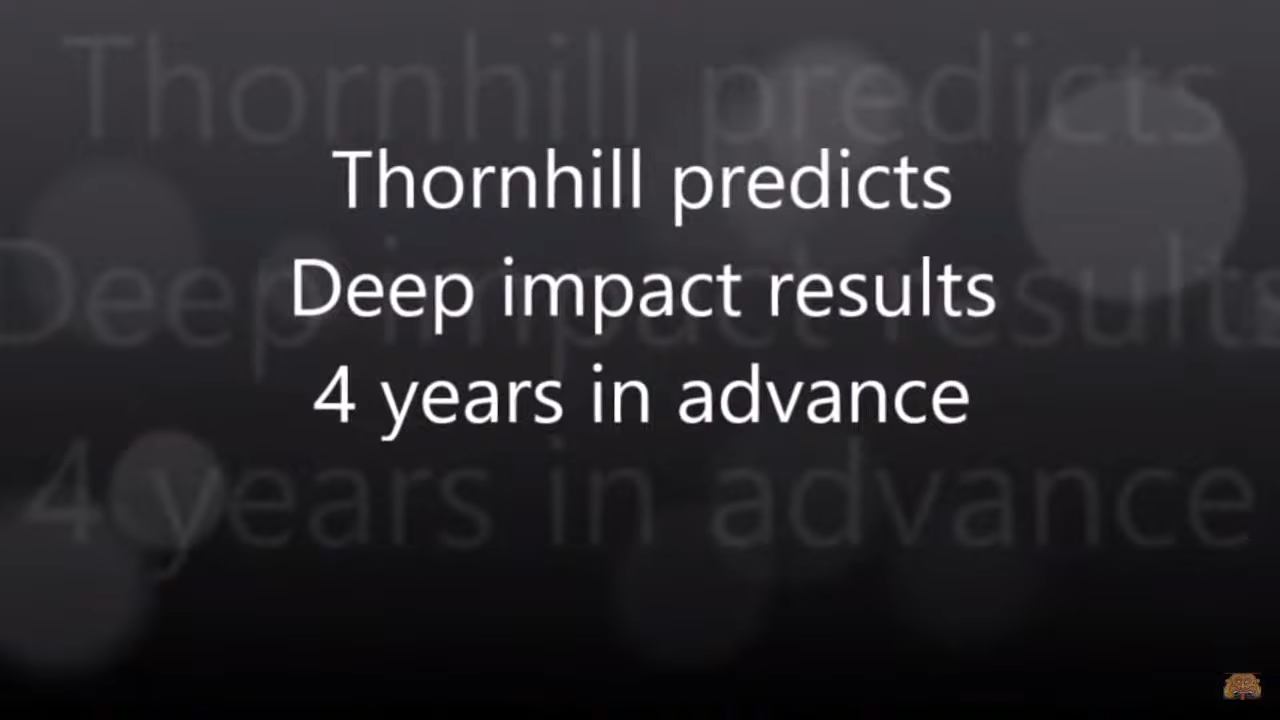 Thornhill predicts
Deep impact results
4 years in advance